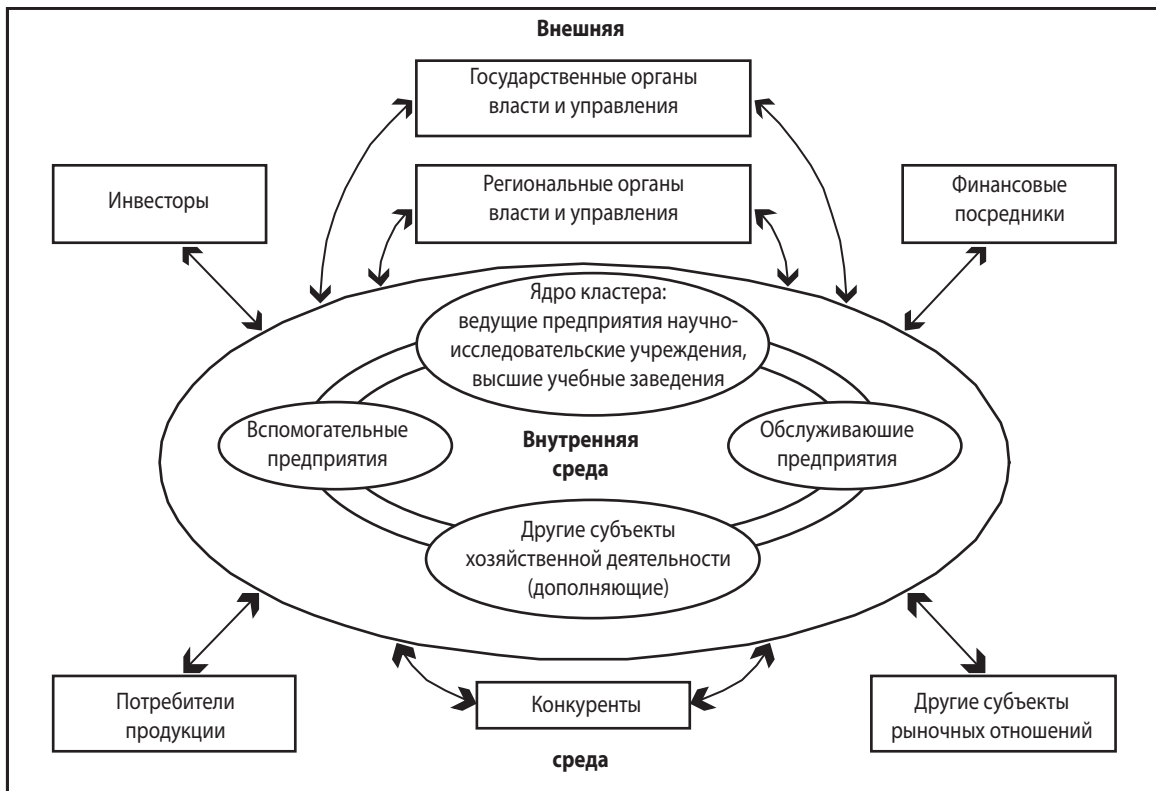 Внешняя
Государственные органы
власти и управления
Инвесторы
Региональные органы
власти и управления
Финансовые
посредники
Ядро кластера:
ведущие предприятия научно-
исследовательские учреждения,
высшие учебные заведения
Вспомогательные
предприятия
Внутренняя
среда
Обслуживаюшие
предприятия
Другие субъекты
хозяйственной деятельности
(дополняющие)
Потребители
продукции
Конкуренты
Другие субъекты
рыночных отношений
среда